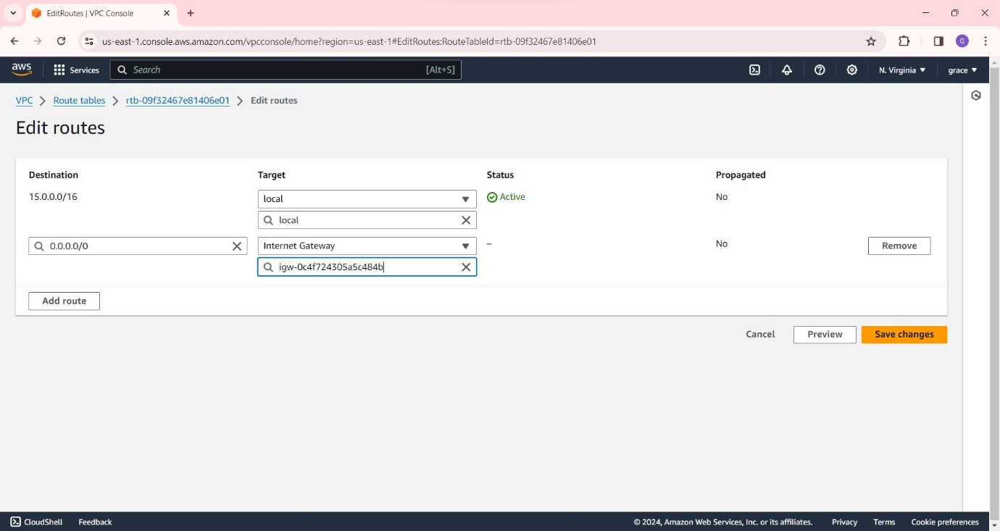 EditRoutes | VPC Console
us-east-1.console.aws.amazon.com/vpcconsole/home?region=us-east-1#EditRoutes:RouteTableId=rtb-09f32467e81406e01
G
aws
Services
Search
[Alt+S]
N. Virginia
grace
VPC
Route tables
rtb-09f32467e81406e01
Edit routes
Edit routes
Destination
Target
Status
Propagated
15.0.0.0/16
local
Active
No
local
0.0.0.0/0
Internet Gateway
–
No
Remove
igw-0c4f724305a5c484b
Add route
Cancel
Preview
Save changes
CloudShell
Feedback
© 2024, Amazon Web Services, Inc. or its affiliates.
Privacy
Terms
Cookie preferences